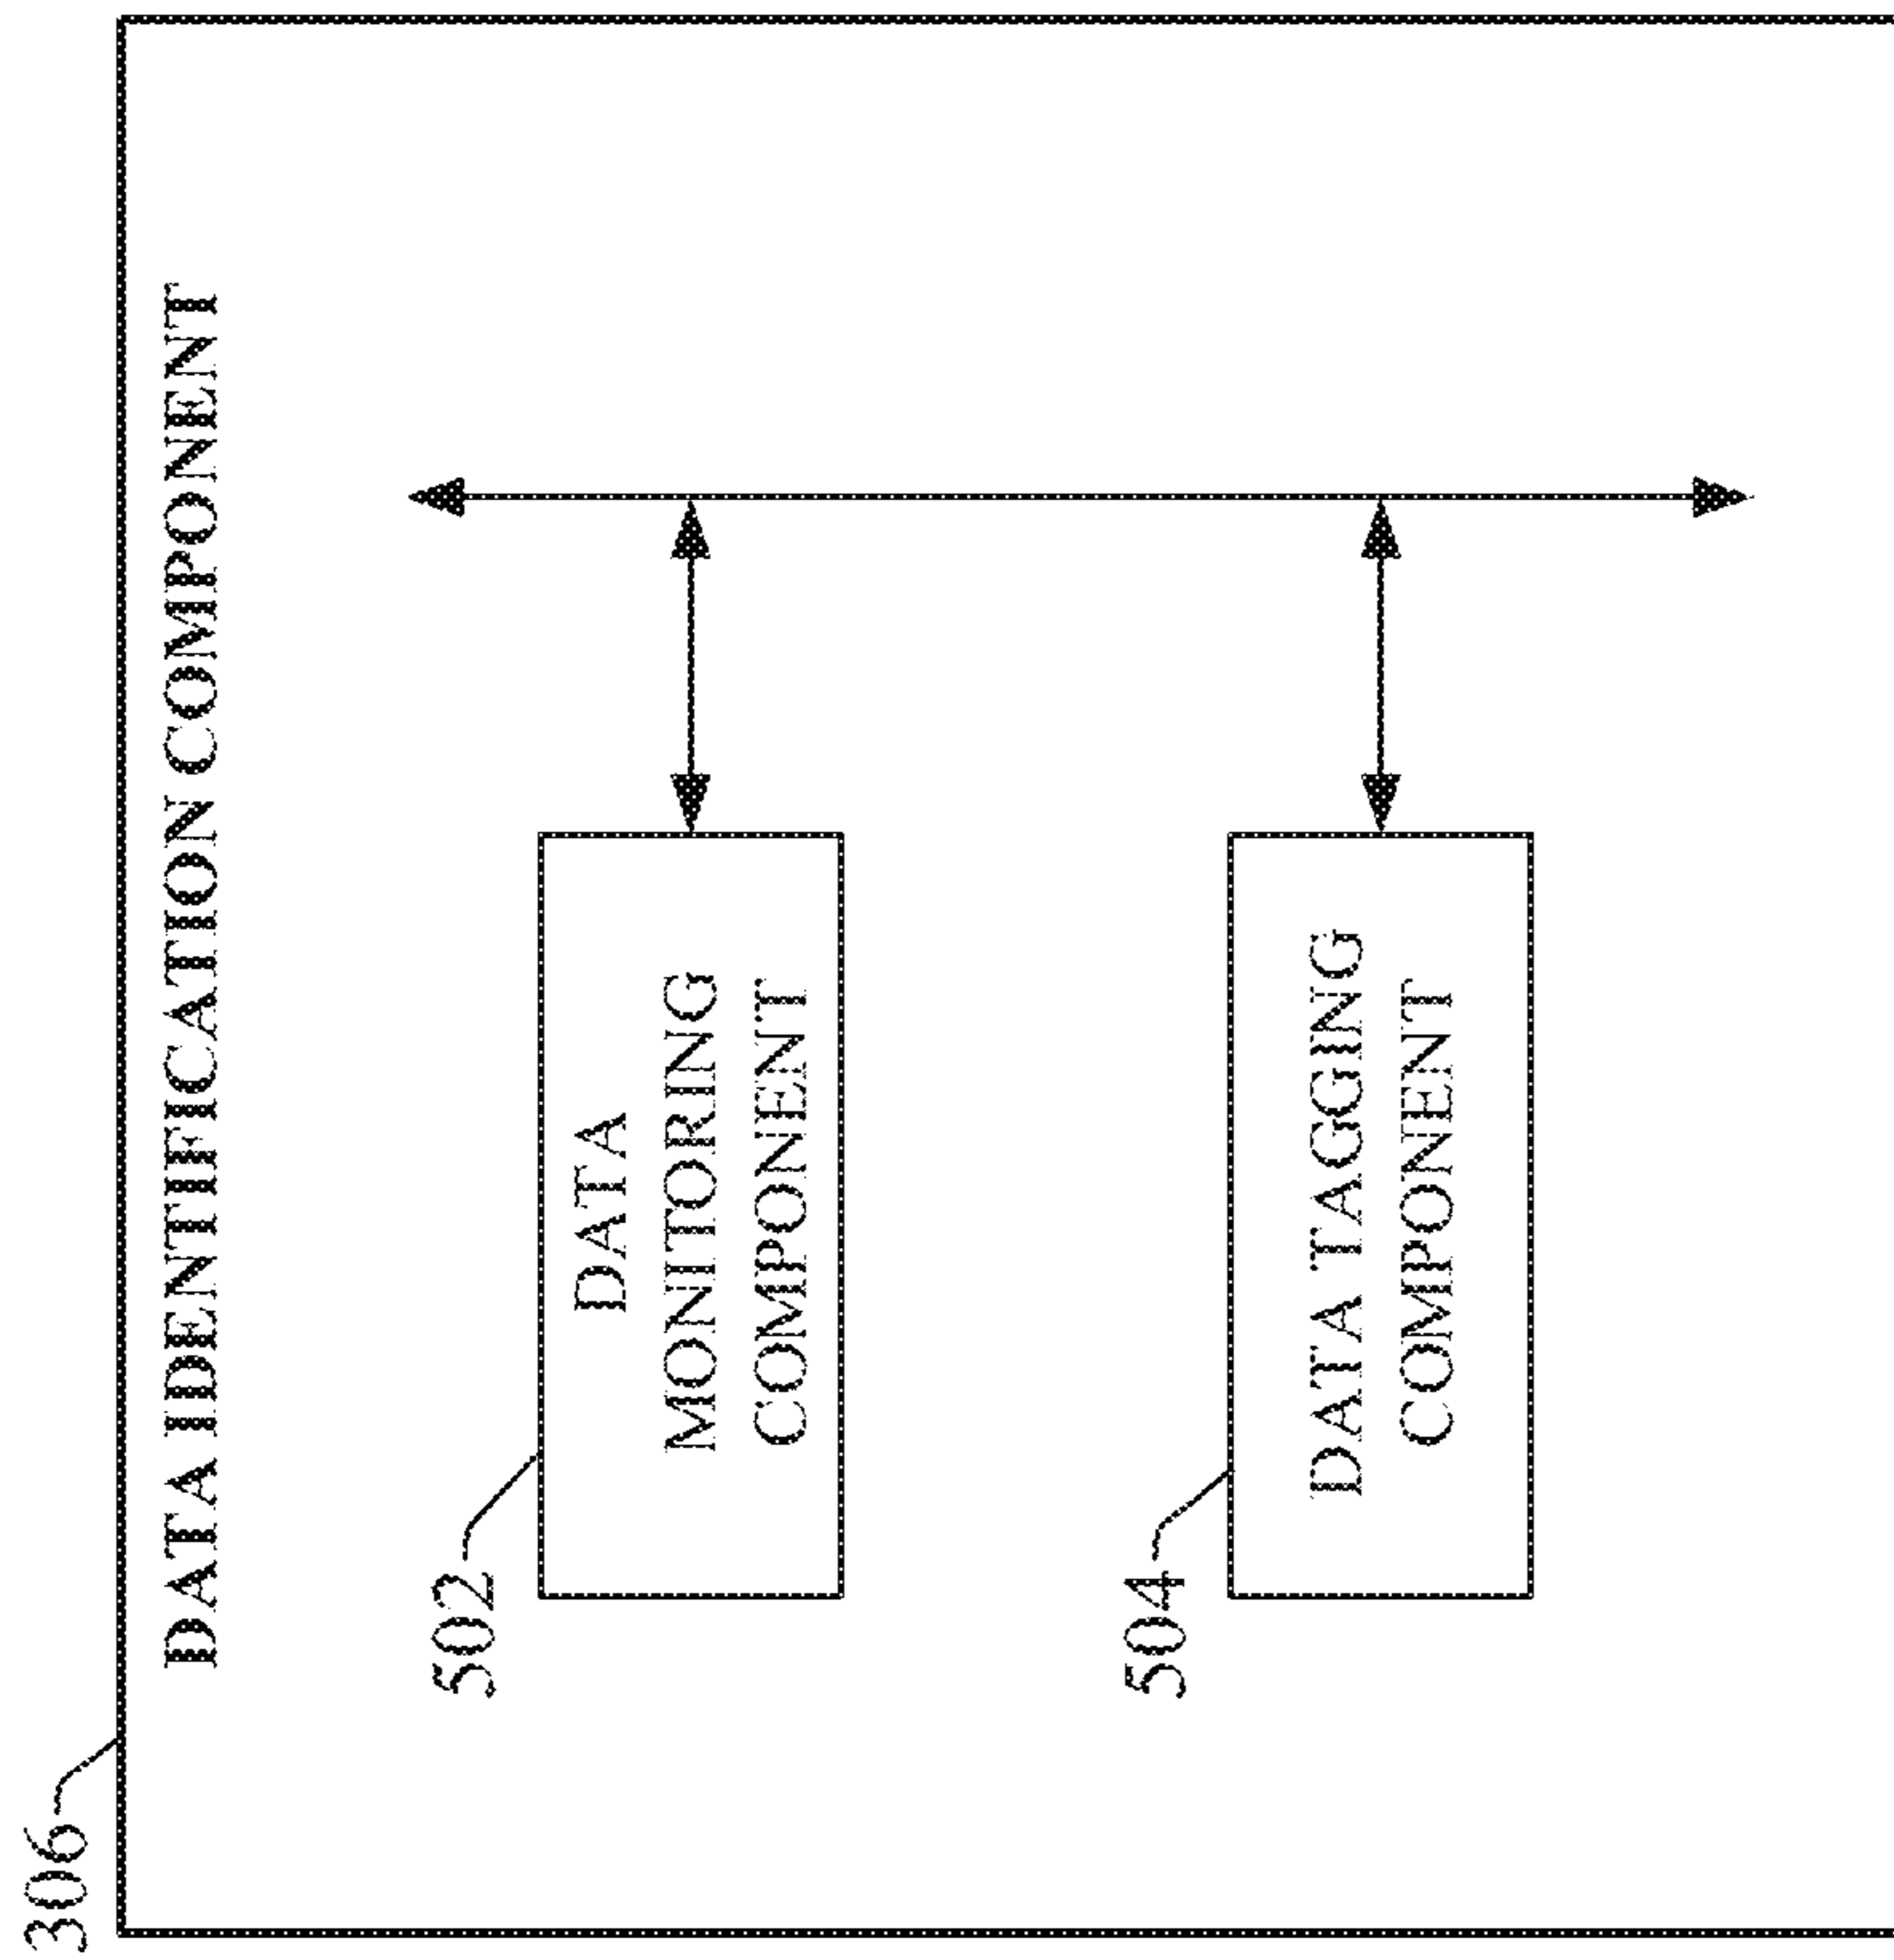 306
DATA IDENTIFICATION COMPONENT
502
DATA
MONITORING
COMPONENT
504
DATA TAGGING
COMPONENT